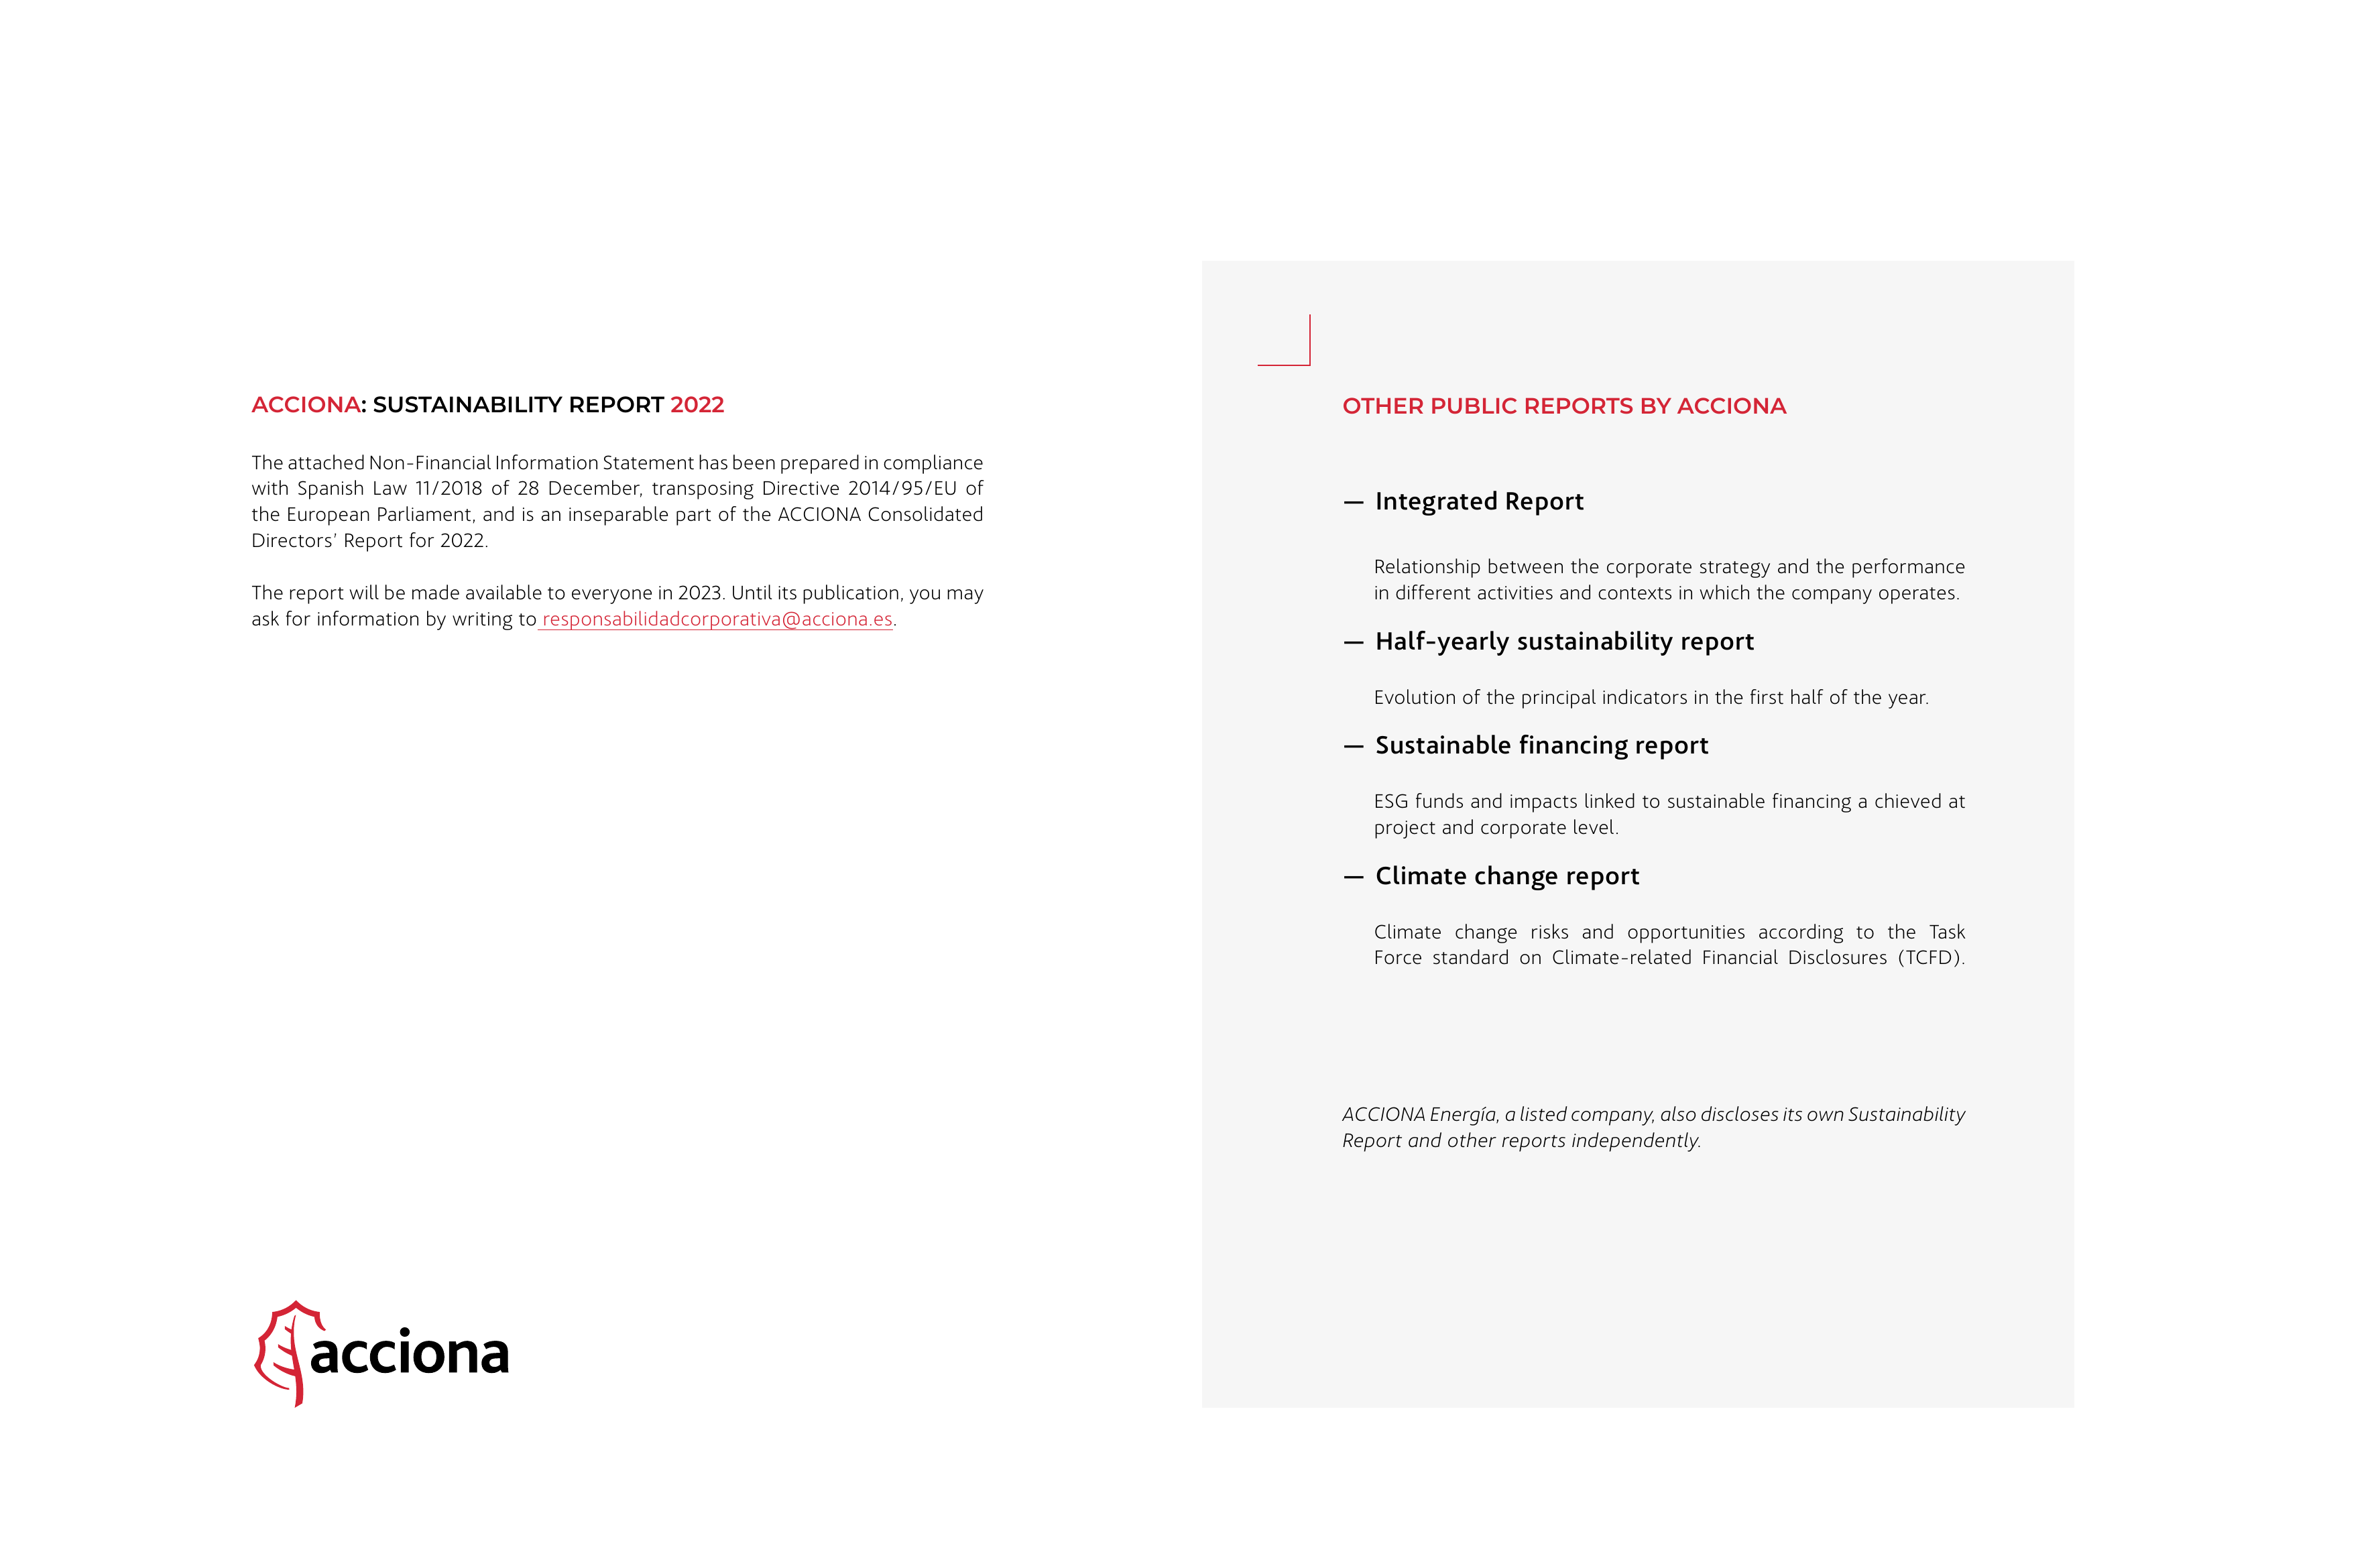 ACCIONA: SUSTAINABILITY REPORT 2022
The attached Non-Financial Information Statement has been prepared in compliance
with Spanish Law 11/2018 of 28 December, transposing Directive 2014/95/EU of
the European Parliament, and is an inseparable part of the ACCIONA Consolidated
Directors’ Report for 2022.
The report will be made available to everyone in 2023. Until its publication, you may
ask for information by writing to responsabilidadcorporativa@acciona.es.
acciona
OTHER PUBLIC REPORTS BY ACCIONA
— Integrated Report
Relationship between the corporate strategy and the performance
in different activities and contexts in which the company operates.
— Half-yearly sustainability report
Evolution of the principal indicators in the first half of the year.
— Sustainable financing report
ESG funds and impacts linked to sustainable financing a chieved at
project and corporate level.
— Climate change report
Climate change risks and opportunities according to the Task
Force standard on Climate-related Financial Disclosures (TCFD).
ACCIONA Energía, a listed company, also discloses its own Sustainability
Report and other reports independently.